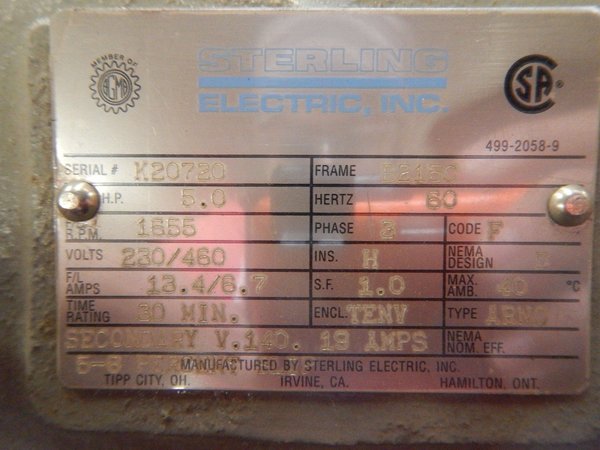 MEMBER OF
AGMA
STERLING
ELECTRIC, INC.
SA
499-2058-9
SERIAL # K20720 FRAME
H.P. 5.0 HERTZ 60
R.P.M. 1655 PHASE 3 CODE F
VOLTS 230/460 INS. H NEMA DESIGN
F/L AMPS 13.4/6.7 S.F. 1.0 MAX. AMB. 40 °C
TIME RATING 30 MIN. ENCL. TENV TYPE
SECONDARY V.140. 19 AMPS NEMA NOM. EFF.
MANUFACTURED BY STERLING ELECTRIC, INC.
TIPP CITY, OH. IRVINE, CA. HAMILTON, ONT.